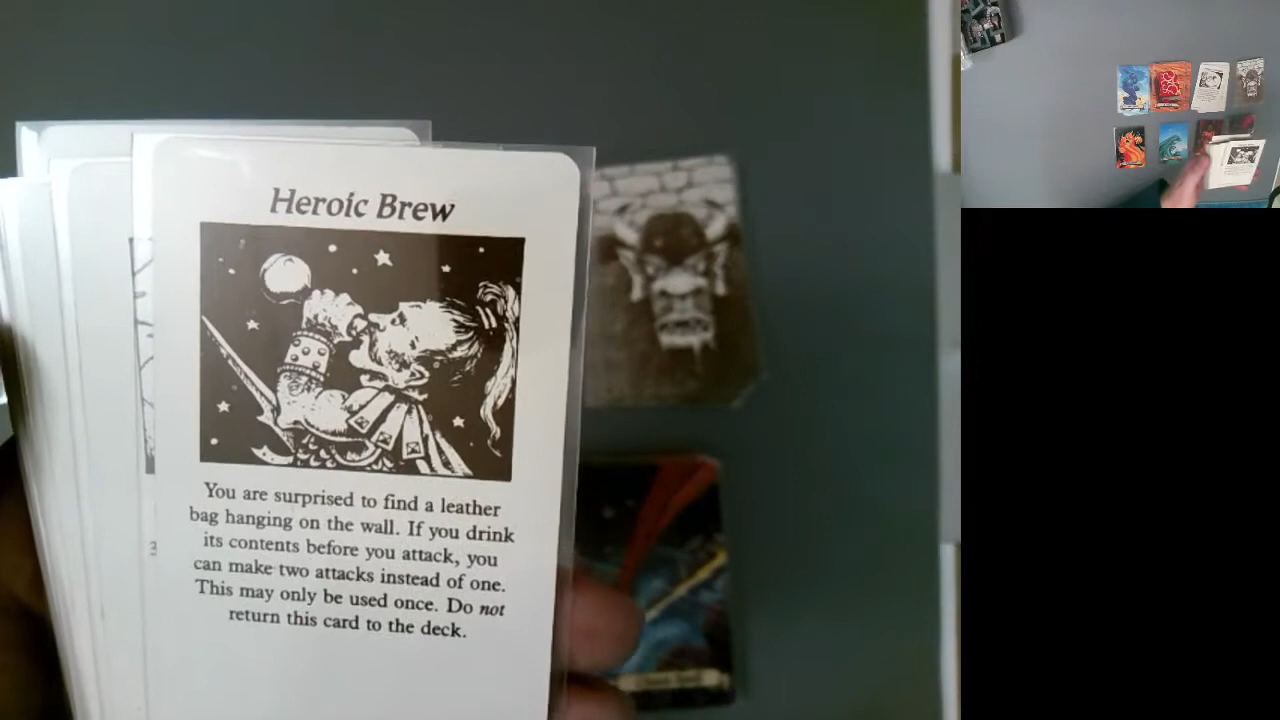 Heroic Brew
You are surprised to find a leather
bag hanging on the wall. If you drink
its contents before you attack, you
can make two attacks instead of one.
This may only be used once. Do not
return this card to the deck.